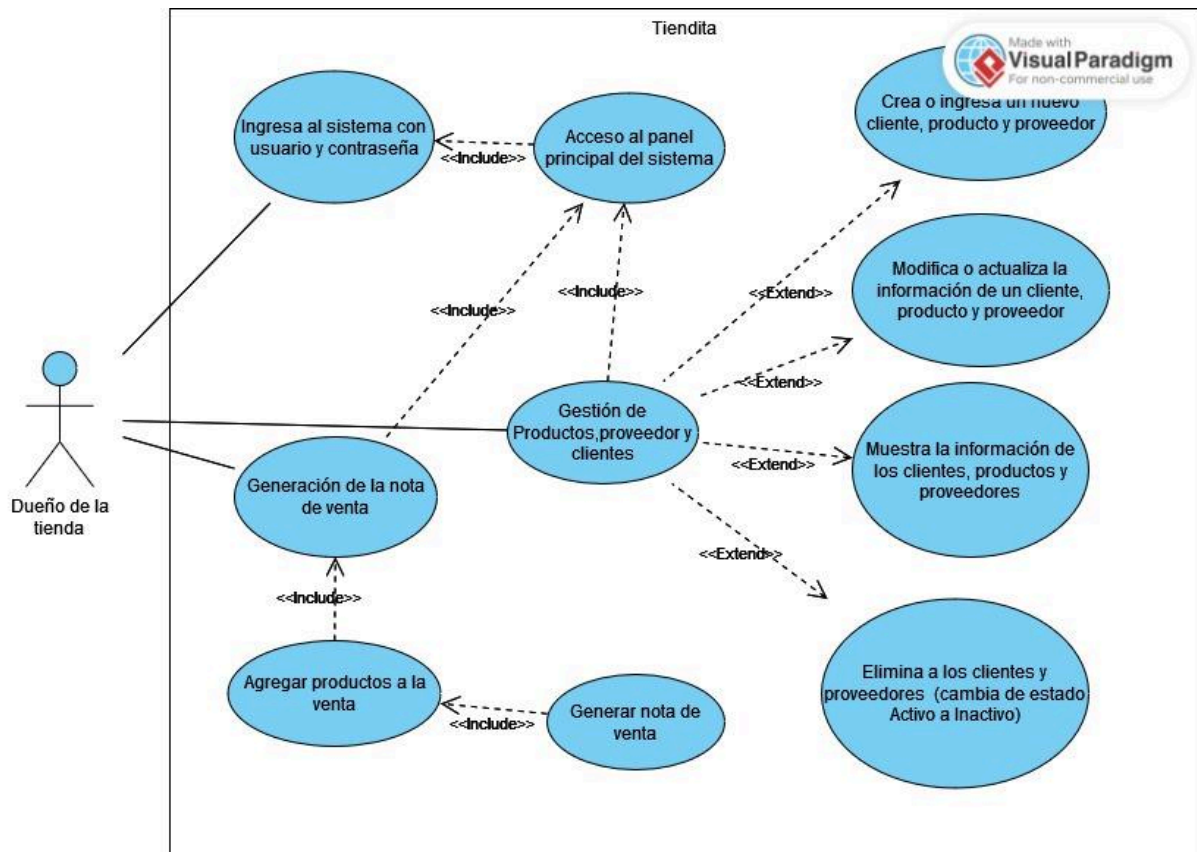 Tiendita
Made with
Visual Paradigm
For non-commercial use
Ingresa al sistema con
usuario y contraseña
<<Include>>
Acceso al panel
principal del sistema
Crea o ingresa un nuevo
cliente, producto y proveedor
<<Include>>
<<Include>>
<<Extend>>
Modifica o actualiza la
información de un cliente,
producto y proveedor
<<Extend>>
Dueño de la
tienda
Generación de la nota
de venta
Gestión de
Productos,proveedor y
clientes
<<Extend>>
Muestra la información de
los clientes, productos y
proveedores
<<Extend>>
<<Include>>
Agregar productos a la
venta
<<Include>>
Generar nota de
venta
Elimina a los clientes y
proveedores (cambia de estado
Activo a Inactivo)